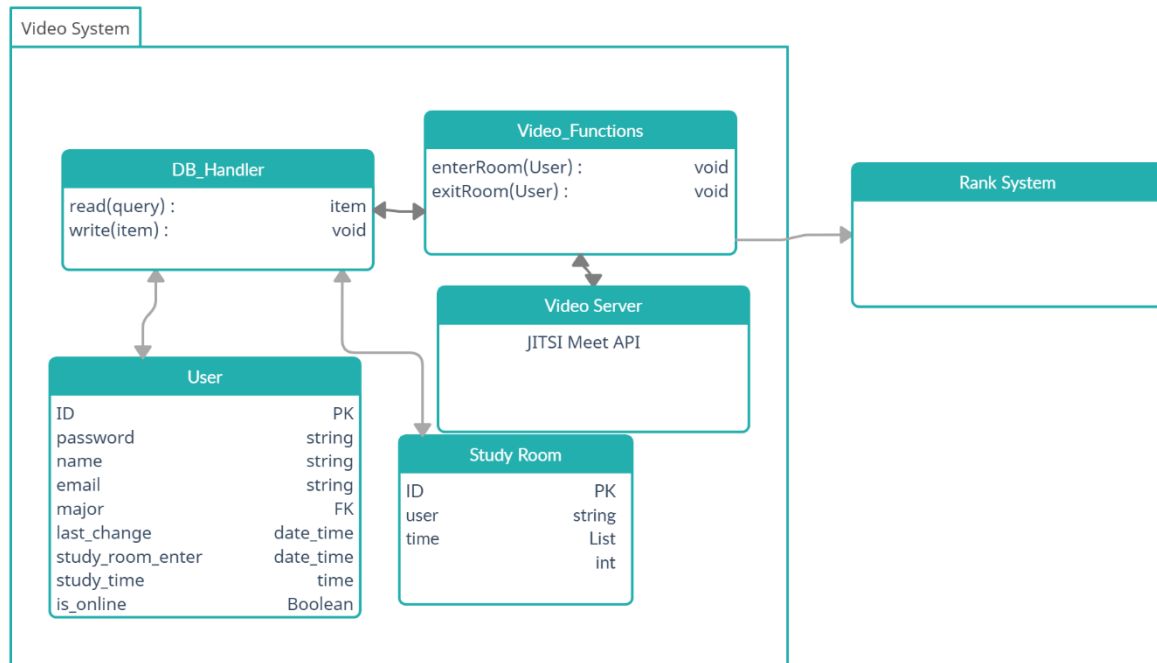 Video System
Video_Functions
enterRoom(User) : void
exitRoom(User) : void
DB_Handler
read(query) : item
write(item) : void
Rank System
Video Server
JITSI Meet API
User
ID PK
password string
name string
email string
major FK
last_change date_time
study_room_enter date_time
study_time time
is_online Boolean
Study Room
ID PK
user string
time List
int